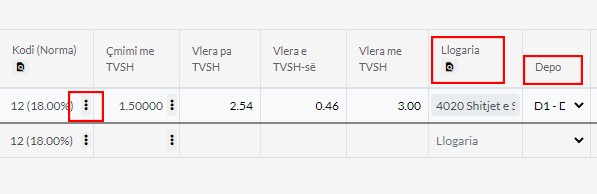 Kodi (Norma) Çmimi me TVSH Vlera pa TVSH Vlera e TVSH-së Vlera me TVSH Llogaria Depo
12 (18.00%) 1.50000 2.54 0.46 3.00 4020 Shitjet e D1 -
12 (18.00%) Llogaria